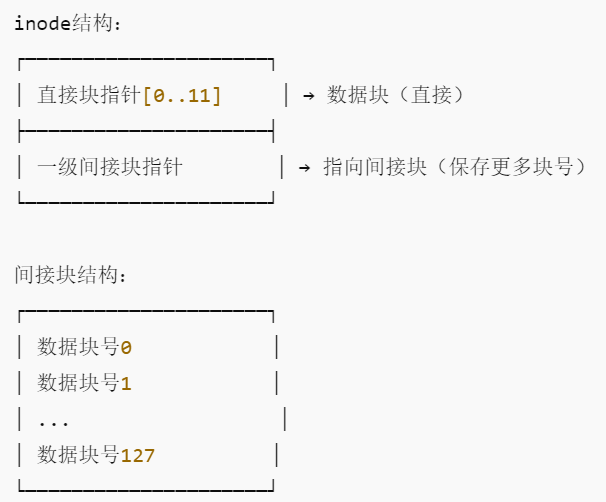 inode结构：
直接块指针[0..11] → 数据块（直接）
一级间接块指针 → 指向间接块（保存更多块号）
间接块结构：
数据块号0
数据块号1
...
数据块号127